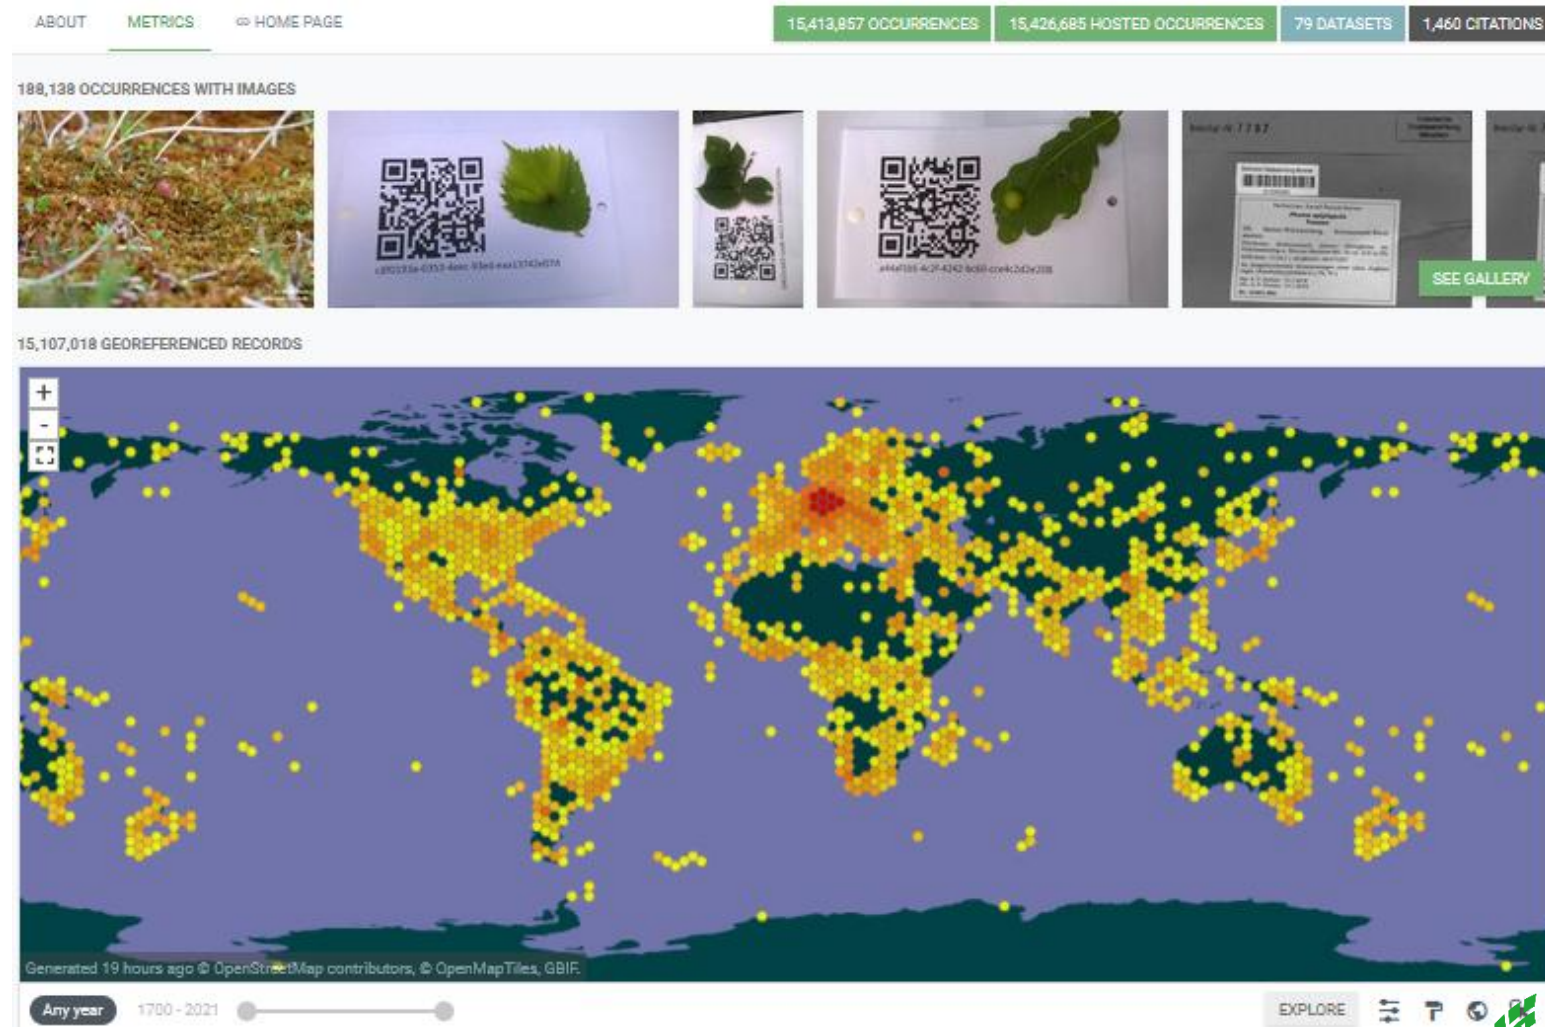 ABOUT METRICS HOME PAGE 15,413,857 OCCURRENCES 15,426,685 HOSTED OCCURRENCES 79 DATASETS 1,460 CITATIONS
188,138 OCCURRENCES WITH IMAGES
SEE GALLERY
15,107,018 GEOREFERENCED RECORDS
+
-
Generated 19 hours ago © OpenStreetMap contributors, © OpenMapTiles, GBIF.
Any year 1700 - 2021 EXPLORE